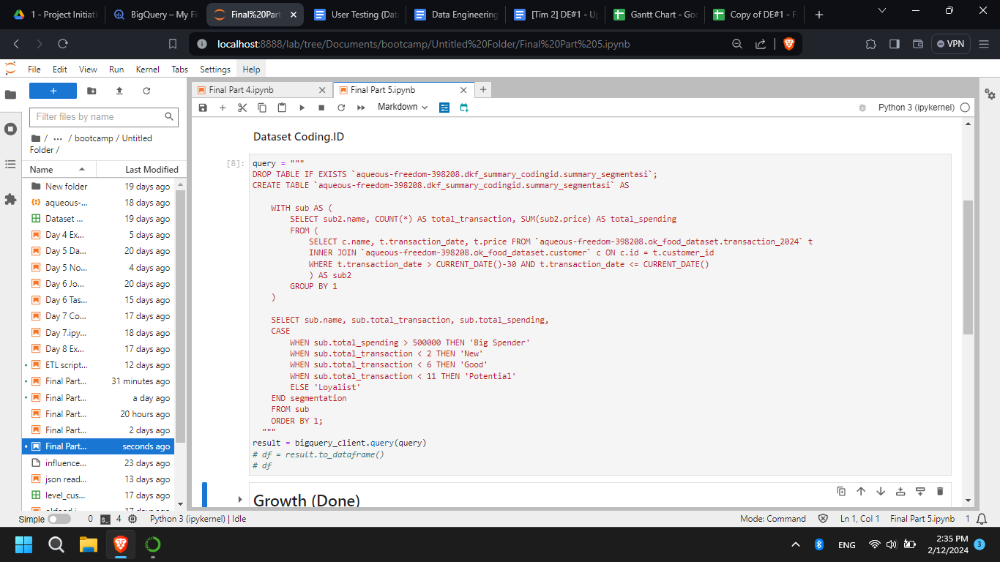 1 - Project Initiati
BigQuery – My Fi
Final%20Part
User Testing (Dat
Data Engineering
[Tim 2] DE#1 - Up
Gantt Chart - Goo
Copy of DE#1 - F
localhost:8888/lab/tree/Documents/bootcamp/Untitled%20Folder/Final%20Part%205.ipynb
VPN
File Edit View Run Kernel Tabs Settings Help
Filter files by name
/ ··· / bootcamp / Untitled
Folder /
Name Last Modified
New folder 19 days ago
aqueous-... 18 days ago
Dataset ... 19 days ago
Day 4 Ex... 5 days ago
Day 5 Da... 20 days ago
Day 5 No... 4 days ago
Day 6 Jo... 20 days ago
Day 6 Tas... 15 days ago
Day 7 Co... 17 days ago
Day 7.ipy... 18 days ago
Day 8 Ex... 17 days ago
ETL script... 12 days ago
Final Part... 31 minutes ago
Final Part... a day ago
Final Part... 20 hours ago
Final Part... 2 days ago
Final Part... seconds ago
influence... 23 days ago
json read... 13 days ago
level_cus... 17 days ago
Final Part 4.ipynb
Final Part 5.ipynb
Markdown
Python 3 (ipykernel)
Dataset Coding.ID
[8]:
query = """
DROP TABLE IF EXISTS `aqueous-freedom-398208.dkf_summary_codingid.summary_segmentasi`;
CREATE TABLE `aqueous-freedom-398208.dkf_summary_codingid.summary_segmentasi` AS
WITH sub AS (
SELECT sub2.name, COUNT(*) AS total_transaction, SUM(sub2.price) AS total_spending
FROM (
SELECT c.name, t.transaction_date, t.price FROM `aqueous-freedom-398208.ok_food_dataset.transaction_2024` t
INNER JOIN `aqueous-freedom-398208.ok_food_dataset.customer` c ON c.id = t.customer_id
WHERE t.transaction_date > CURRENT_DATE()-30 AND t.transaction_date <= CURRENT_DATE()
) AS sub2
GROUP BY 1
)
SELECT sub.name, sub.total_transaction, sub.total_spending,
CASE
WHEN sub.total_spending > 500000 THEN 'Big Spender'
WHEN sub.total_transaction < 2 THEN 'New'
WHEN sub.total_transaction < 6 THEN 'Good'
WHEN sub.total_transaction < 11 THEN 'Potential'
ELSE 'Loyalist'
END segmentation
FROM sub
ORDER BY 1;
"""
result = bigquery_client.query(query)
# df = result.to_dataframe()
# df
Growth (Done)
Simple 0 4 Python 3 (ipykernel) | Idle
Mode: Command Ln 1, Col 1 Final Part 5.ipynb 1
ENG
2:35 PM
2/12/2024
3